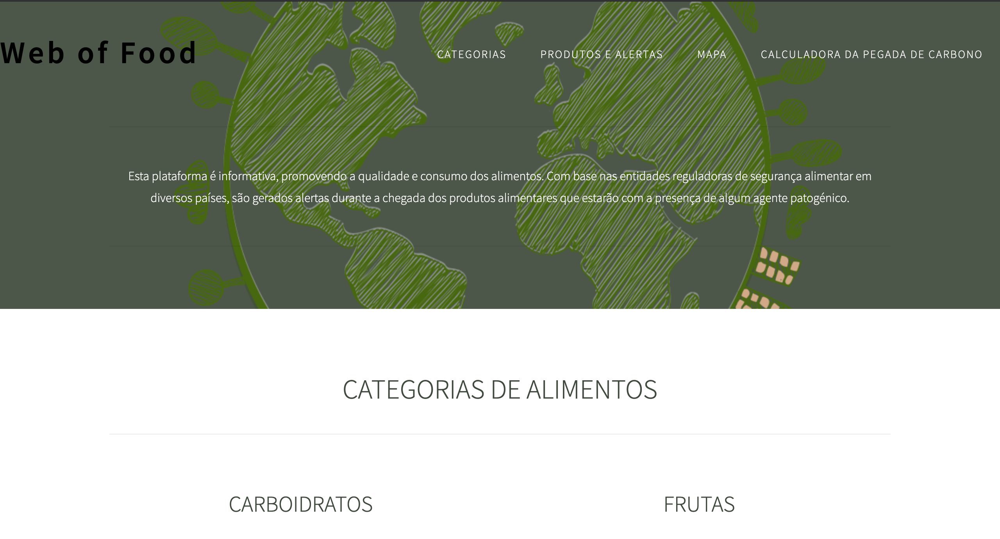 Web of Food
CATEGORIAS PRODUTOS E ALERTAS MAPA CALCULADORA DA PEGADA DE CARBONO
Esta plataforma é informativa, promovendo a qualidade e consumo dos alimentos. Com base nas entidades reguladoras de segurança alimentar em
diversos países, são gerados alertas durante a chegada dos produtos alimentares que estarão com a presença de algum agente patogénico.
CATEGORIAS DE ALIMENTOS
CARBOIDRATOS
FRUTAS